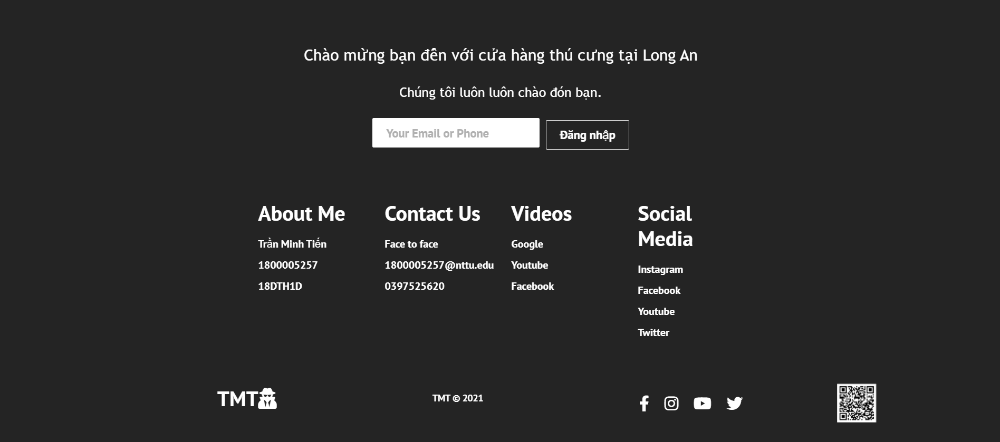 Chào mừng bạn đến với cửa hàng thú cưng tại Long An
Chúng tôi luôn luôn chào đón bạn.
Your Email or Phone
Đăng nhập
About Me
Trần Minh Tiến
1800005257
18DTH1D
Contact Us
Face to face
1800005257@nttu.edu
0397525620
Videos
Google
Youtube
Facebook
Social
Media
Instagram
Facebook
Youtube
Twitter
TMT
TMT © 2021